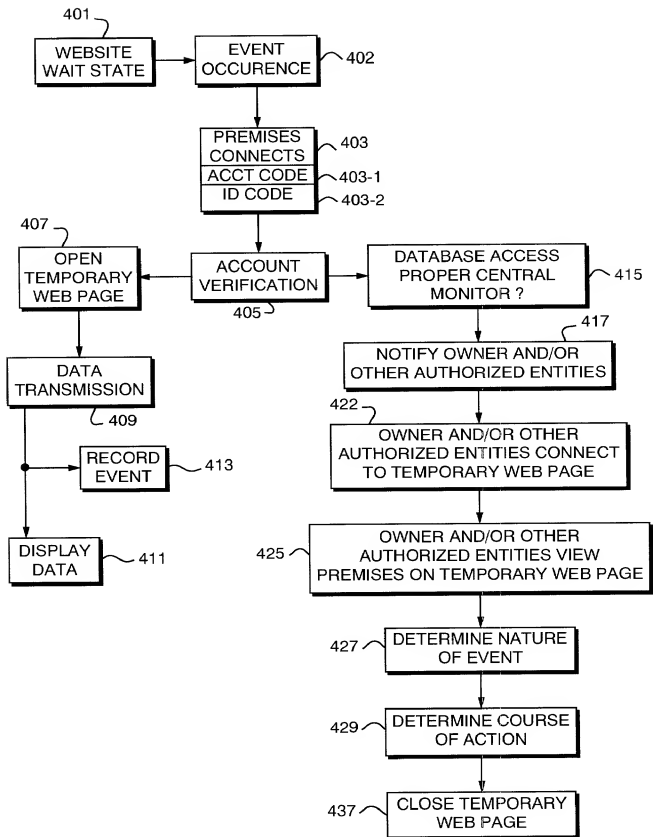 401
WEBSITE
WAIT STATE
EVENT
OCCURENCE
402
PREMISES
CONNECTS
403
ACCT CODE
403-1
ID CODE
403-2
407
OPEN
TEMPORARY
WEB PAGE
ACCOUNT
VERIFICATION
405
DATABASE ACCESS
PROPER CENTRAL
MONITOR ?
415
DATA
TRANSMISSION
409
417
NOTIFY OWNER AND/OR
OTHER AUTHORIZED ENTITIES
RECORD
EVENT
413
422
OWNER AND/OR OTHER
AUTHORIZED ENTITIES CONNECT
TO TEMPORARY WEB PAGE
DISPLAY
DATA
411
425
OWNER AND/OR OTHER
AUTHORIZED ENTITIES VIEW
PREMISES ON TEMPORARY WEB PAGE
427
DETERMINE NATURE
OF EVENT
429
DETERMINE COURSE
OF ACTION
437
CLOSE TEMPORARY
WEB PAGE